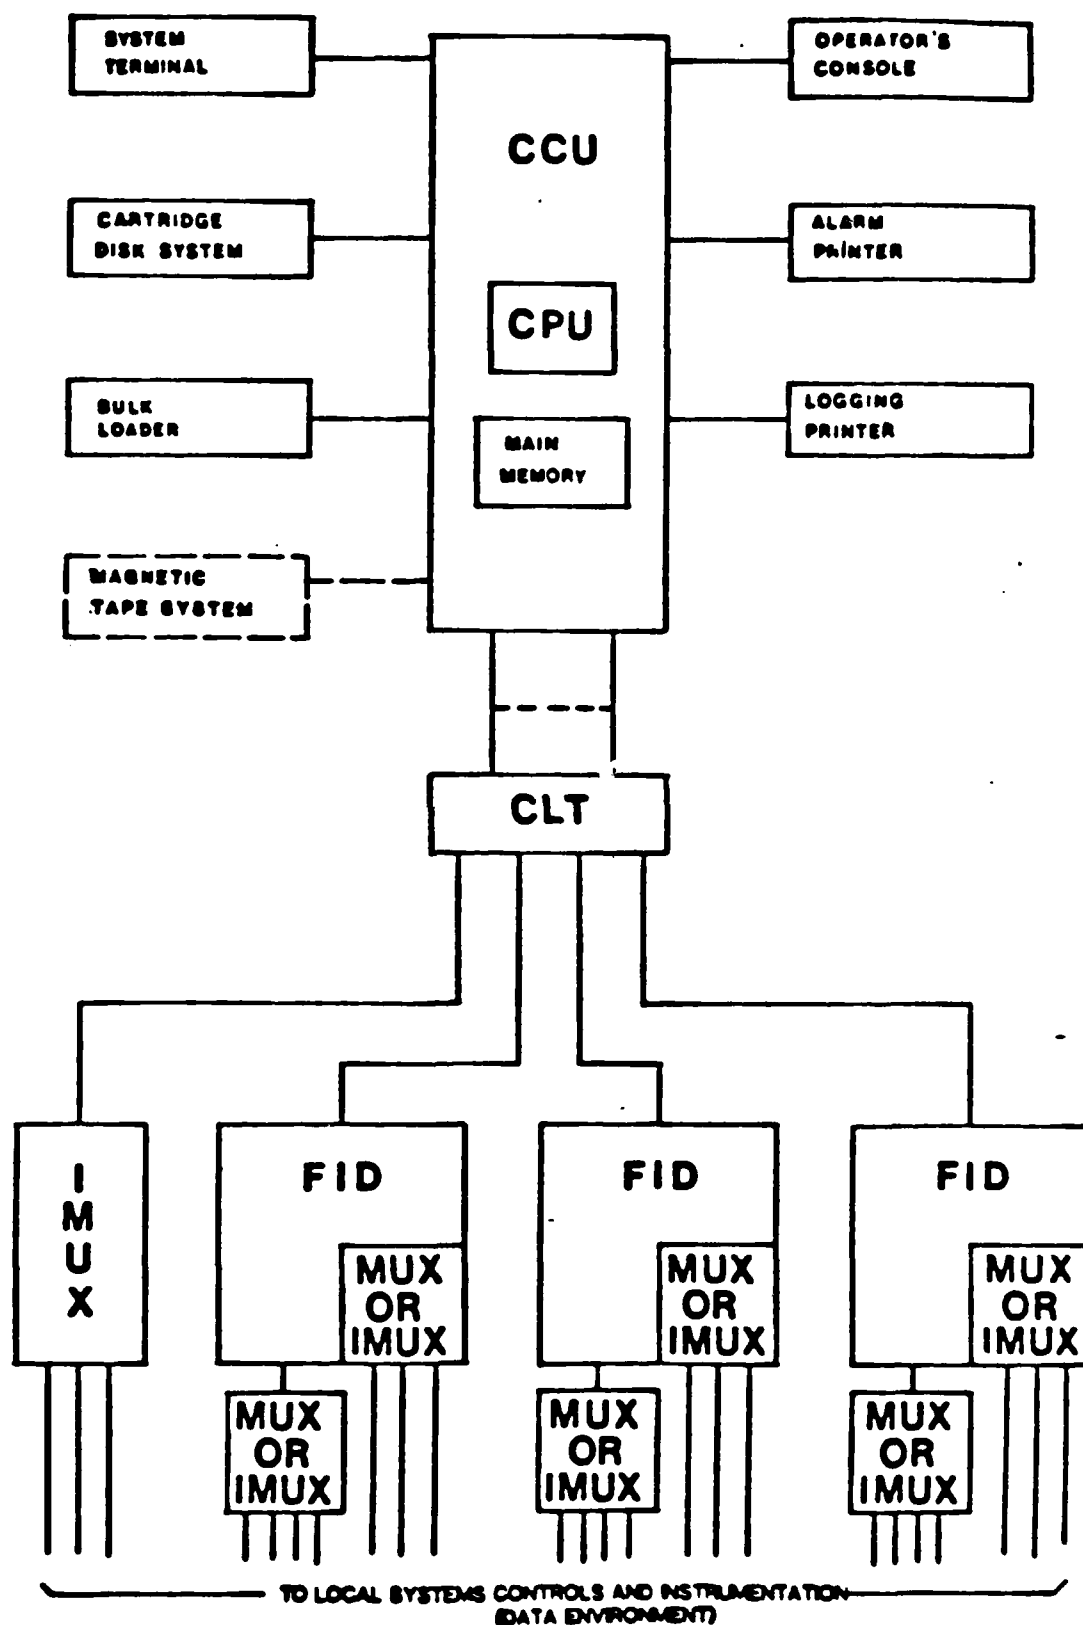 SYSTEM
TERMINAL
OPERATOR'S
CONSOLE
CCU
CARTRIDGE
DISK SYSTEM
ALARM
PRINTER
CPU
BULK
LOADER
LOGGING
PRINTER
MAIN
MEMORY
MAGNETIC
TAPE SYSTEM
CLT
I
M
U
X
FID
MUX
OR
IMUX
MUX
OR
IMUX
FID
MUX
OR
IMUX
MUX
OR
IMUX
FID
MUX
OR
IMUX
MUX
OR
IMUX
TO LOCAL SYSTEMS CONTROLS AND INSTRUMENTATION
(DATA ENVIRONMENT)